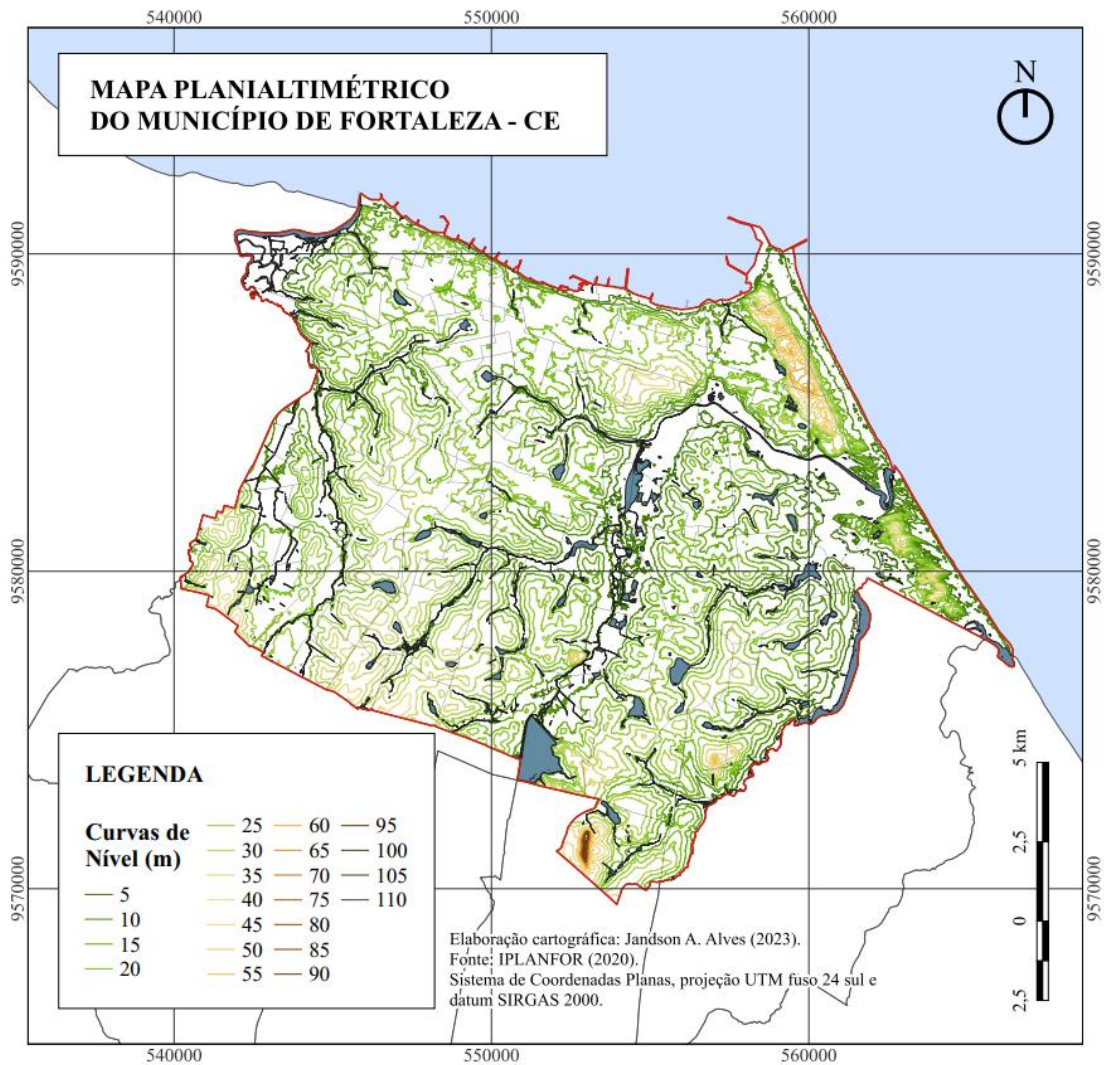 540000 550000 560000
MAPA PLANIALTIMÉTRICO
DO MUNICÍPIO DE FORTALEZA - CE
N
9590000 9590000
9580000 9580000
9570000 9570000
LEGENDA
Curvas de
Nível (m)
5
10
15
20
25
30
35
40
45
50
55
60
65
70
75
80
85
90
95
100
105
110
Elaboração cartográfica: Jandson A. Alves (2023).
Fonte: IPLANFOR (2020).
Sistema de Coordenadas Planas, projeção UTM fuso 24 sul e
datum SIRGAS 2000.
2,5 0 2,5 5 km
540000 550000 560000